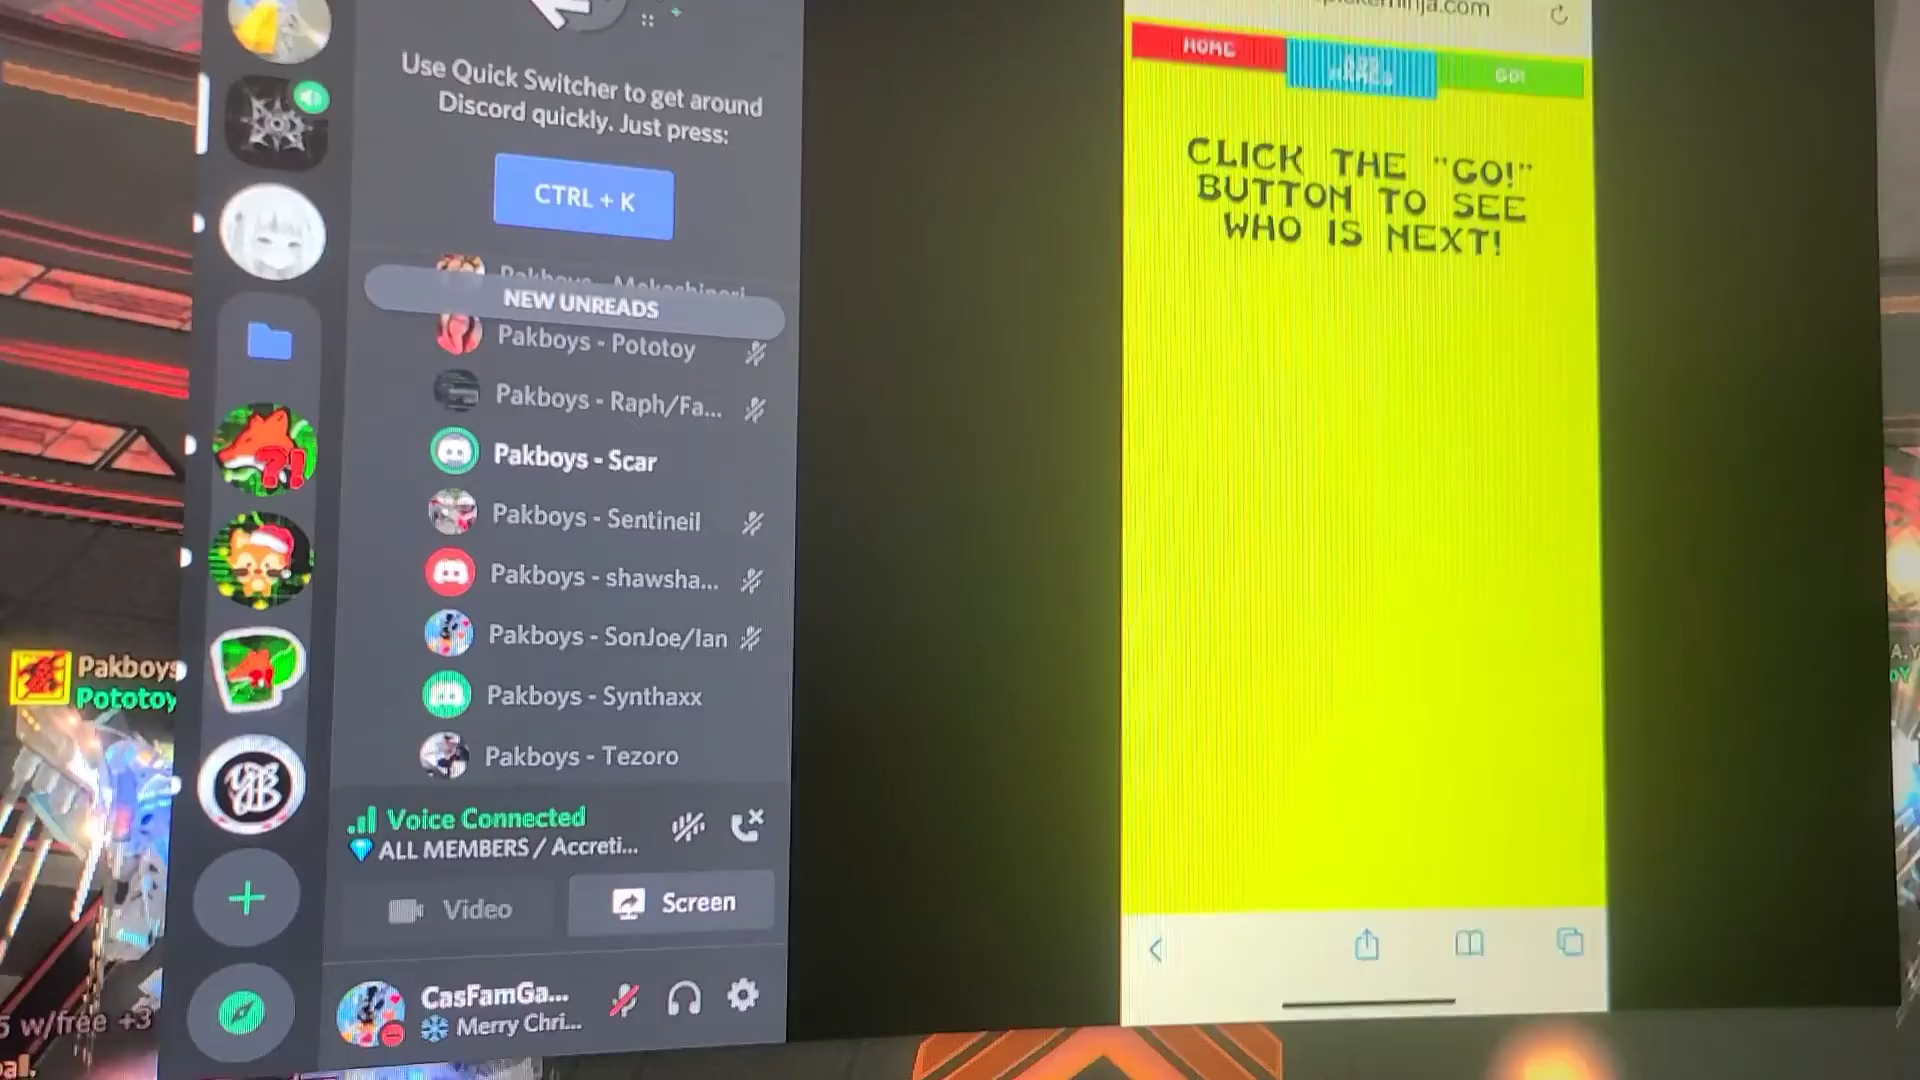 Use Quick Switcher to get around
Discord quickly. Just press:
CTRL + K
NEW UNREADS
Pakboys - Pototoy
Pakboys - Raph/Fa...
Pakboys - Scar
Pakboys - Sentineil
Pakboys - shawsha...
Pakboys - SonJoe/Ian
Pakboys - Synthaxx
Pakboys - Tezoro
Voice Connected
ALL MEMBERS / Accreti...
Video
Screen
CasFamGa...
Merry Chri...
Pakboys
Pototoy
5 w/free +3
HOME
GO!
CLICK THE "GO!"
BUTTON TO SEE
WHO IS NEXT!